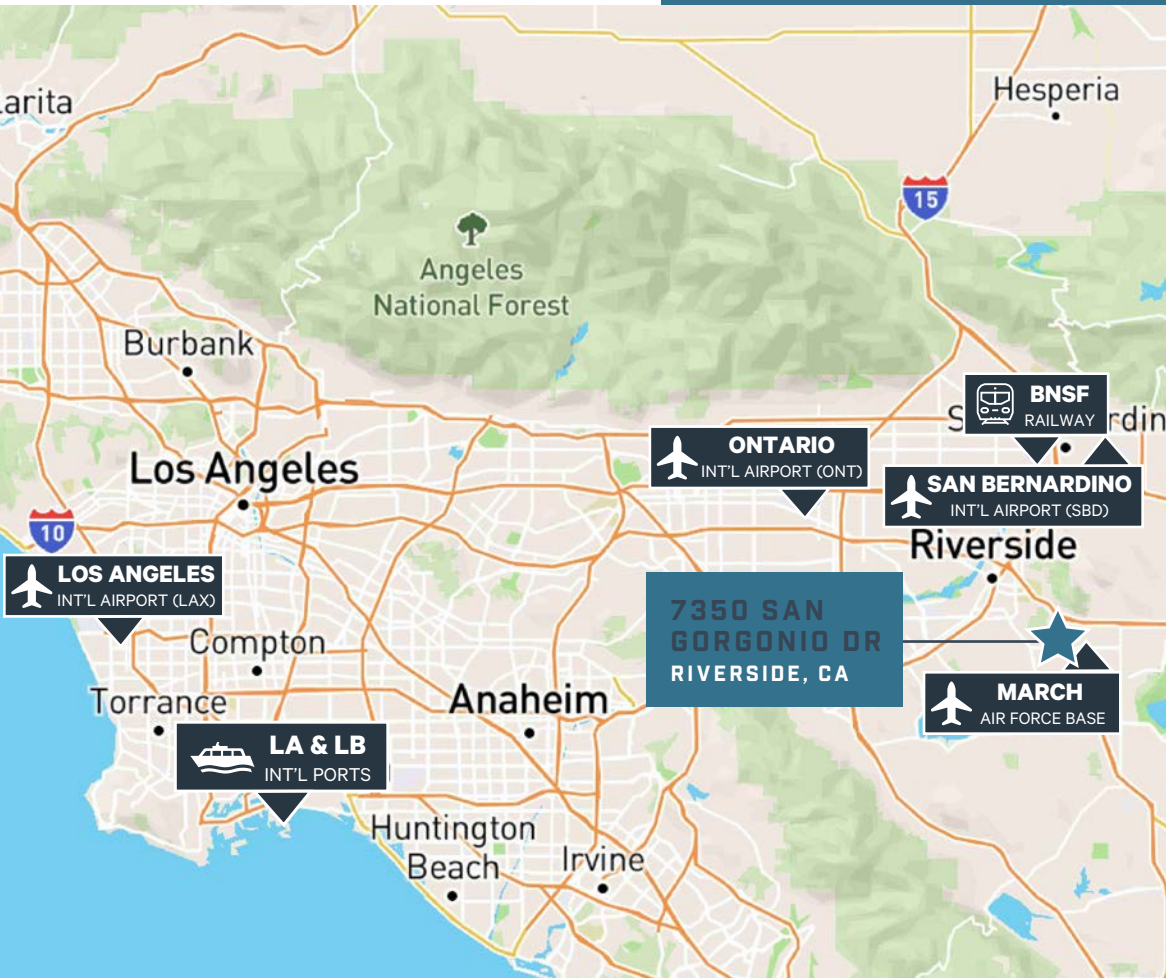 larita
Hesperia
15
Angeles
National Forest
Burbank
BNSF
RAILWAY
S
rdin
ONTARIO
INT'L AIRPORT (ONT)
Los Angeles
SAN BERNARDINO
INT'L AIRPORT (SBD)
10
Riverside
LOS ANGELES
INT'L AIRPORT (LAX)
7350 SAN
GORGONIO DR
RIVERSIDE, CA
Compton
Torrance
Anaheim
MARCH
AIR FORCE BASE
LA & LB
INT'L PORTS
Huntington
Beach
Irvine